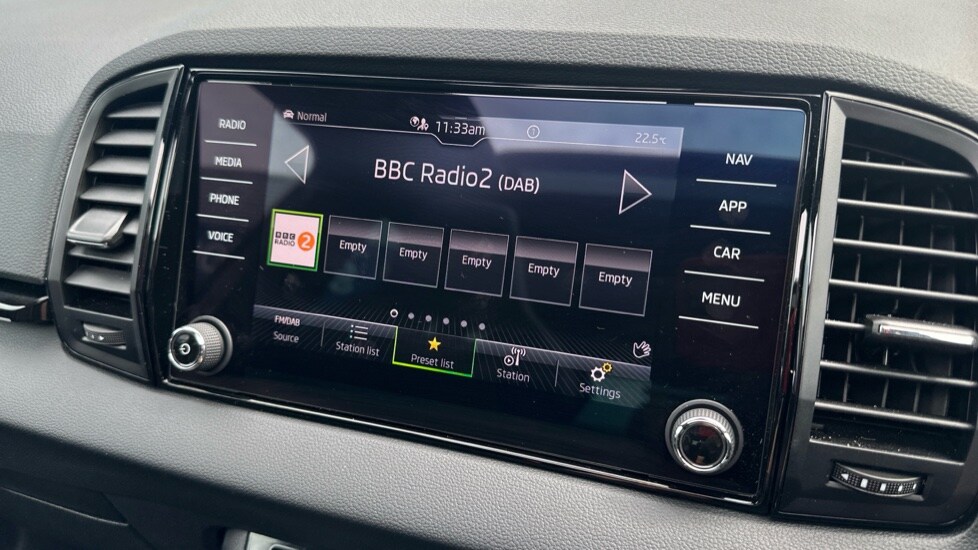 RADIO
MEDIA
PHONE
VOICE
Normal
11:33am
22.5°C
BBC Radio2 (DAB)
BBC
RADIO 2
Empty
Empty
Empty
Empty
Empty
FM/DAB
Source
Station list
Preset list
Station
Settings
NAV
APP
CAR
MENU